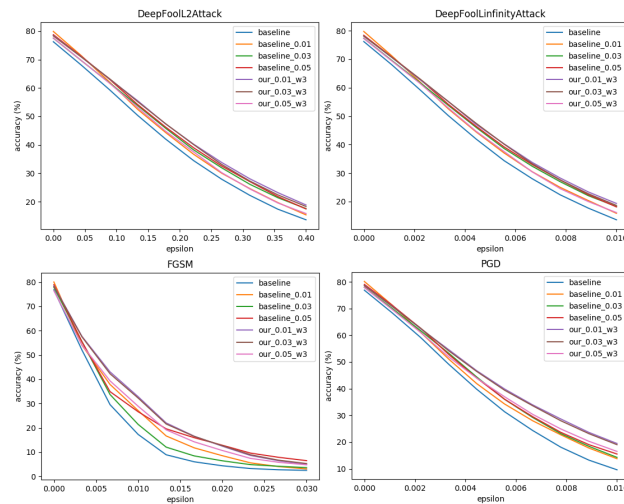 DeepFoolL2Attack
accuracy (%)
80
70
60
50
40
30
20
0.00 0.05 0.10 0.15 0.20 0.25 0.30 0.35 0.40
epsilon
baseline
baseline_0.01
baseline_0.03
baseline_0.05
our_0.01_w3
our_0.03_w3
our_0.05_w3
DeepFoolLinfinityAttack
accuracy (%)
80
70
60
50
40
30
20
0.000 0.002 0.004 0.006 0.008 0.010
epsilon
baseline
baseline_0.01
baseline_0.03
baseline_0.05
our_0.01_w3
our_0.03_w3
our_0.05_w3
FGSM
accuracy (%)
80
70
60
50
40
30
20
10
0
0.000 0.005 0.010 0.015 0.020 0.025 0.030
epsilon
baseline
baseline_0.01
baseline_0.03
baseline_0.05
our_0.01_w3
our_0.03_w3
our_0.05_w3
PGD
accuracy (%)
80
70
60
50
40
30
20
10
0.000 0.002 0.004 0.006 0.008 0.010
epsilon
baseline
baseline_0.01
baseline_0.03
baseline_0.05
our_0.01_w3
our_0.03_w3
our_0.05_w3